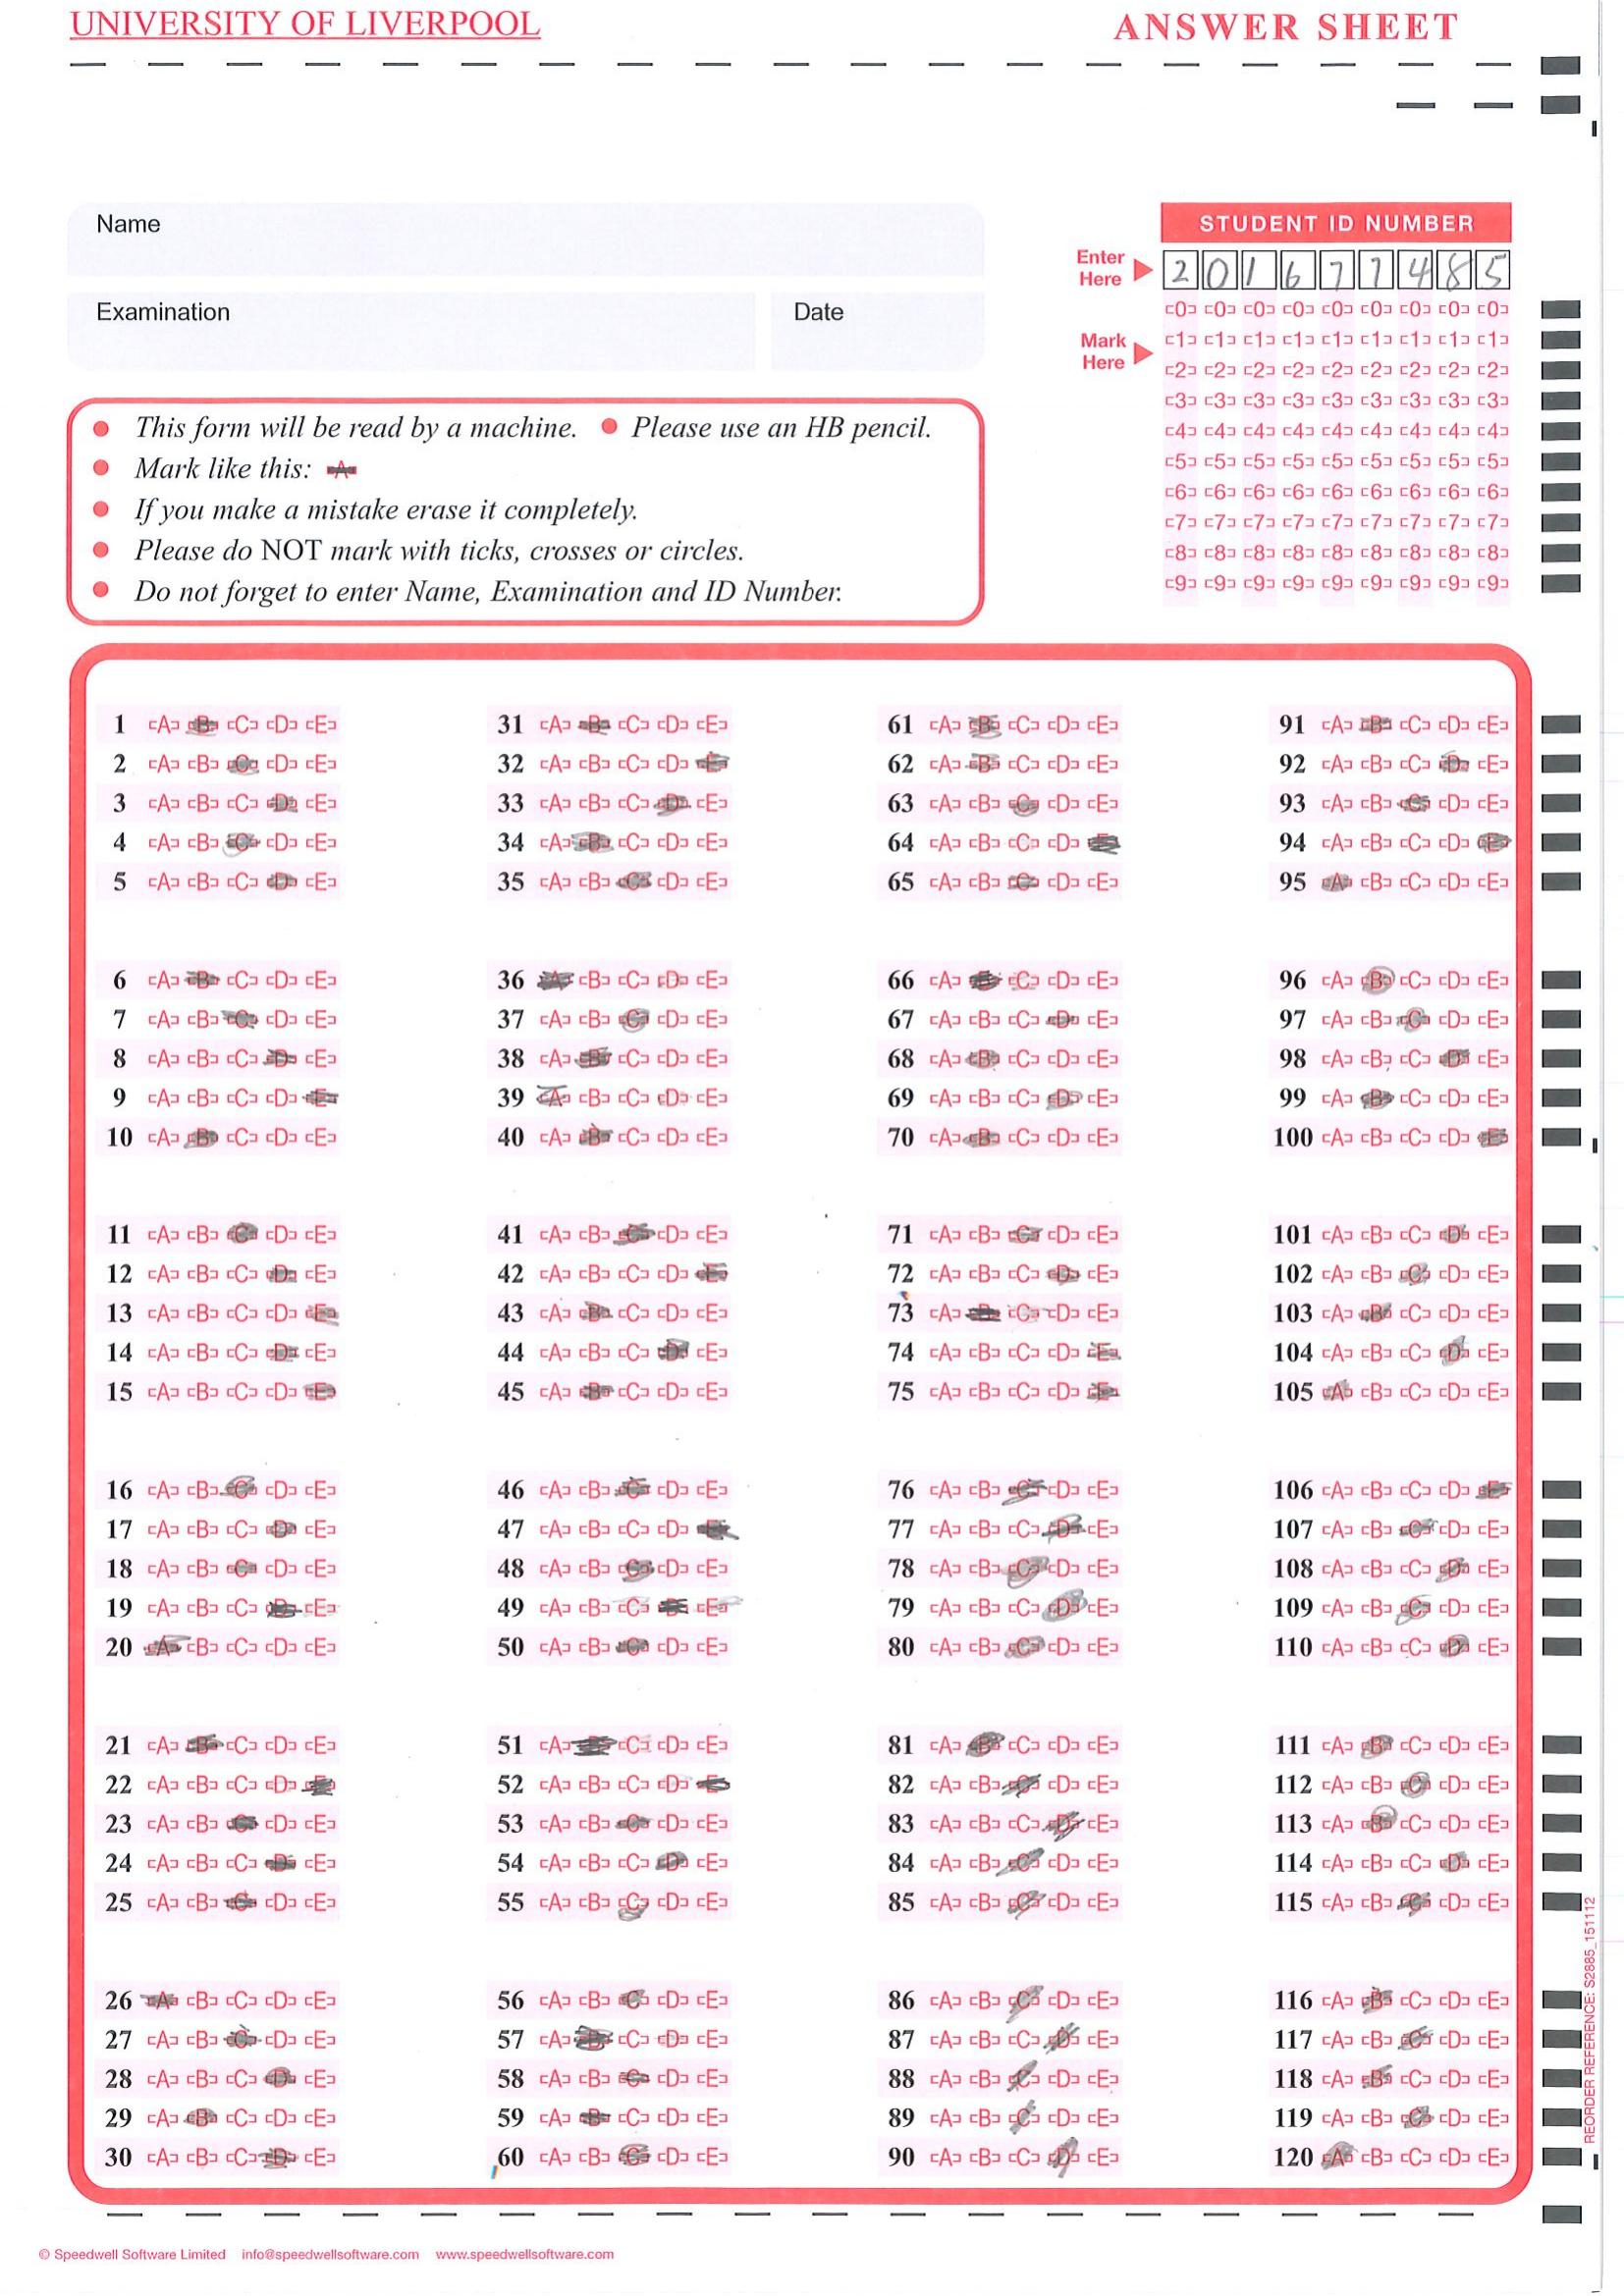 UNIVERSITY OF LIVERPOOL
ANSWER SHEET
Name
Examination
Date
STUDENT ID NUMBER
Enter Here
2 0 1 6 7 7 4 8 5
Mark Here
[0] [0] [0] [0] [0] [0] [0] [0] [0]
[1] [1] [1] [1] [1] [1] [1] [1] [1]
[2] [2] [2] [2] [2] [2] [2] [2] [2]
[3] [3] [3] [3] [3] [3] [3] [3] [3]
[4] [4] [4] [4] [4] [4] [4] [4] [4]
[5] [5] [5] [5] [5] [5] [5] [5] [5]
[6] [6] [6] [6] [6] [6] [6] [6] [6]
[7] [7] [7] [7] [7] [7] [7] [7] [7]
[8] [8] [8] [8] [8] [8] [8] [8] [8]
[9] [9] [9] [9] [9] [9] [9] [9] [9]
• This form will be read by a machine. • Please use an HB pencil.
• Mark like this: [A]
• If you make a mistake erase it completely.
• Please do NOT mark with ticks, crosses or circles.
• Do not forget to enter Name, Examination and ID Number.
1 [A] [B] [C] [D] [E]
2 [A] [B] [C] [D] [E]
3 [A] [B] [C] [D] [E]
4 [A] [B] [C] [D] [E]
5 [A] [B] [C] [D] [E]
6 [A] [B] [C] [D] [E]
7 [A] [B] [C] [D] [E]
8 [A] [B] [C] [D] [E]
9 [A] [B] [C] [D] [E]
10 [A] [B] [C] [D] [E]
11 [A] [B] [C] [D] [E]
12 [A] [B] [C] [D] [E]
13 [A] [B] [C] [D] [E]
14 [A] [B] [C] [D] [E]
15 [A] [B] [C] [D] [E]
16 [A] [B] [C] [D] [E]
17 [A] [B] [C] [D] [E]
18 [A] [B] [C] [D] [E]
19 [A] [B] [C] [D] [E]
20 [A] [B] [C] [D] [E]
21 [A] [B] [C] [D] [E]
22 [A] [B] [C] [D] [E]
23 [A] [B] [C] [D] [E]
24 [A] [B] [C] [D] [E]
25 [A] [B] [C] [D] [E]
26 [A] [B] [C] [D] [E]
27 [A] [B] [C] [D] [E]
28 [A] [B] [C] [D] [E]
29 [A] [B] [C] [D] [E]
30 [A] [B] [C] [D] [E]
31 [A] [B] [C] [D] [E]
32 [A] [B] [C] [D] [E]
33 [A] [B] [C] [D] [E]
34 [A] [B] [C] [D] [E]
35 [A] [B] [C] [D] [E]
36 [A] [B] [C] [D] [E]
37 [A] [B] [C] [D] [E]
38 [A] [B] [C] [D] [E]
39 [A] [B] [C] [D] [E]
40 [A] [B] [C] [D] [E]
41 [A] [B] [C] [D] [E]
42 [A] [B] [C] [D] [E]
43 [A] [B] [C] [D] [E]
44 [A] [B] [C] [D] [E]
45 [A] [B] [C] [D] [E]
46 [A] [B] [C] [D] [E]
47 [A] [B] [C] [D] [E]
48 [A] [B] [C] [D] [E]
49 [A] [B] [C] [D] [E]
50 [A] [B] [C] [D] [E]
51 [A] [B] [C] [D] [E]
52 [A] [B] [C] [D] [E]
53 [A] [B] [C] [D] [E]
54 [A] [B] [C] [D] [E]
55 [A] [B] [C] [D] [E]
56 [A] [B] [C] [D] [E]
57 [A] [B] [C] [D] [E]
58 [A] [B] [C] [D] [E]
59 [A] [B] [C] [D] [E]
60 [A] [B] [C] [D] [E]
61 [A] [B] [C] [D] [E]
62 [A] [B] [C] [D] [E]
63 [A] [B] [C] [D] [E]
64 [A] [B] [C] [D] [E]
65 [A] [B] [C] [D] [E]
66 [A] [B] [C] [D] [E]
67 [A] [B] [C] [D] [E]
68 [A] [B] [C] [D] [E]
69 [A] [B] [C] [D] [E]
70 [A] [B] [C] [D] [E]
71 [A] [B] [C] [D] [E]
72 [A] [B] [C] [D] [E]
73 [A] [B] [C] [D] [E]
74 [A] [B] [C] [D] [E]
75 [A] [B] [C] [D] [E]
76 [A] [B] [C] [D] [E]
77 [A] [B] [C] [D] [E]
78 [A] [B] [C] [D] [E]
79 [A] [B] [C] [D] [E]
80 [A] [B] [C] [D] [E]
81 [A] [B] [C] [D] [E]
82 [A] [B] [C] [D] [E]
83 [A] [B] [C] [D] [E]
84 [A] [B] [C] [D] [E]
85 [A] [B] [C] [D] [E]
86 [A] [B] [C] [D] [E]
87 [A] [B] [C] [D] [E]
88 [A] [B] [C] [D] [E]
89 [A] [B] [C] [D] [E]
90 [A] [B] [C] [D] [E]
91 [A] [B] [C] [D] [E]
92 [A] [B] [C] [D] [E]
93 [A] [B] [C] [D] [E]
94 [A] [B] [C] [D] [E]
95 [A] [B] [C] [D] [E]
96 [A] [B] [C] [D] [E]
97 [A] [B] [C] [D] [E]
98 [A] [B] [C] [D] [E]
99 [A] [B] [C] [D] [E]
100 [A] [B] [C] [D] [E]
101 [A] [B] [C] [D] [E]
102 [A] [B] [C] [D] [E]
103 [A] [B] [C] [D] [E]
104 [A] [B] [C] [D] [E]
105 [A] [B] [C] [D] [E]
106 [A] [B] [C] [D] [E]
107 [A] [B] [C] [D] [E]
108 [A] [B] [C] [D] [E]
109 [A] [B] [C] [D] [E]
110 [A] [B] [C] [D] [E]
111 [A] [B] [C] [D] [E]
112 [A] [B] [C] [D] [E]
113 [A] [B] [C] [D] [E]
114 [A] [B] [C] [D] [E]
115 [A] [B] [C] [D] [E]
116 [A] [B] [C] [D] [E]
117 [A] [B] [C] [D] [E]
118 [A] [B] [C] [D] [E]
119 [A] [B] [C] [D] [E]
120 [A] [B] [C] [D] [E]
REORDER REFERENCE: S2885_151112
© Speedwell Software Limited info@speedwellsoftware.com www.speedwellsoftware.com